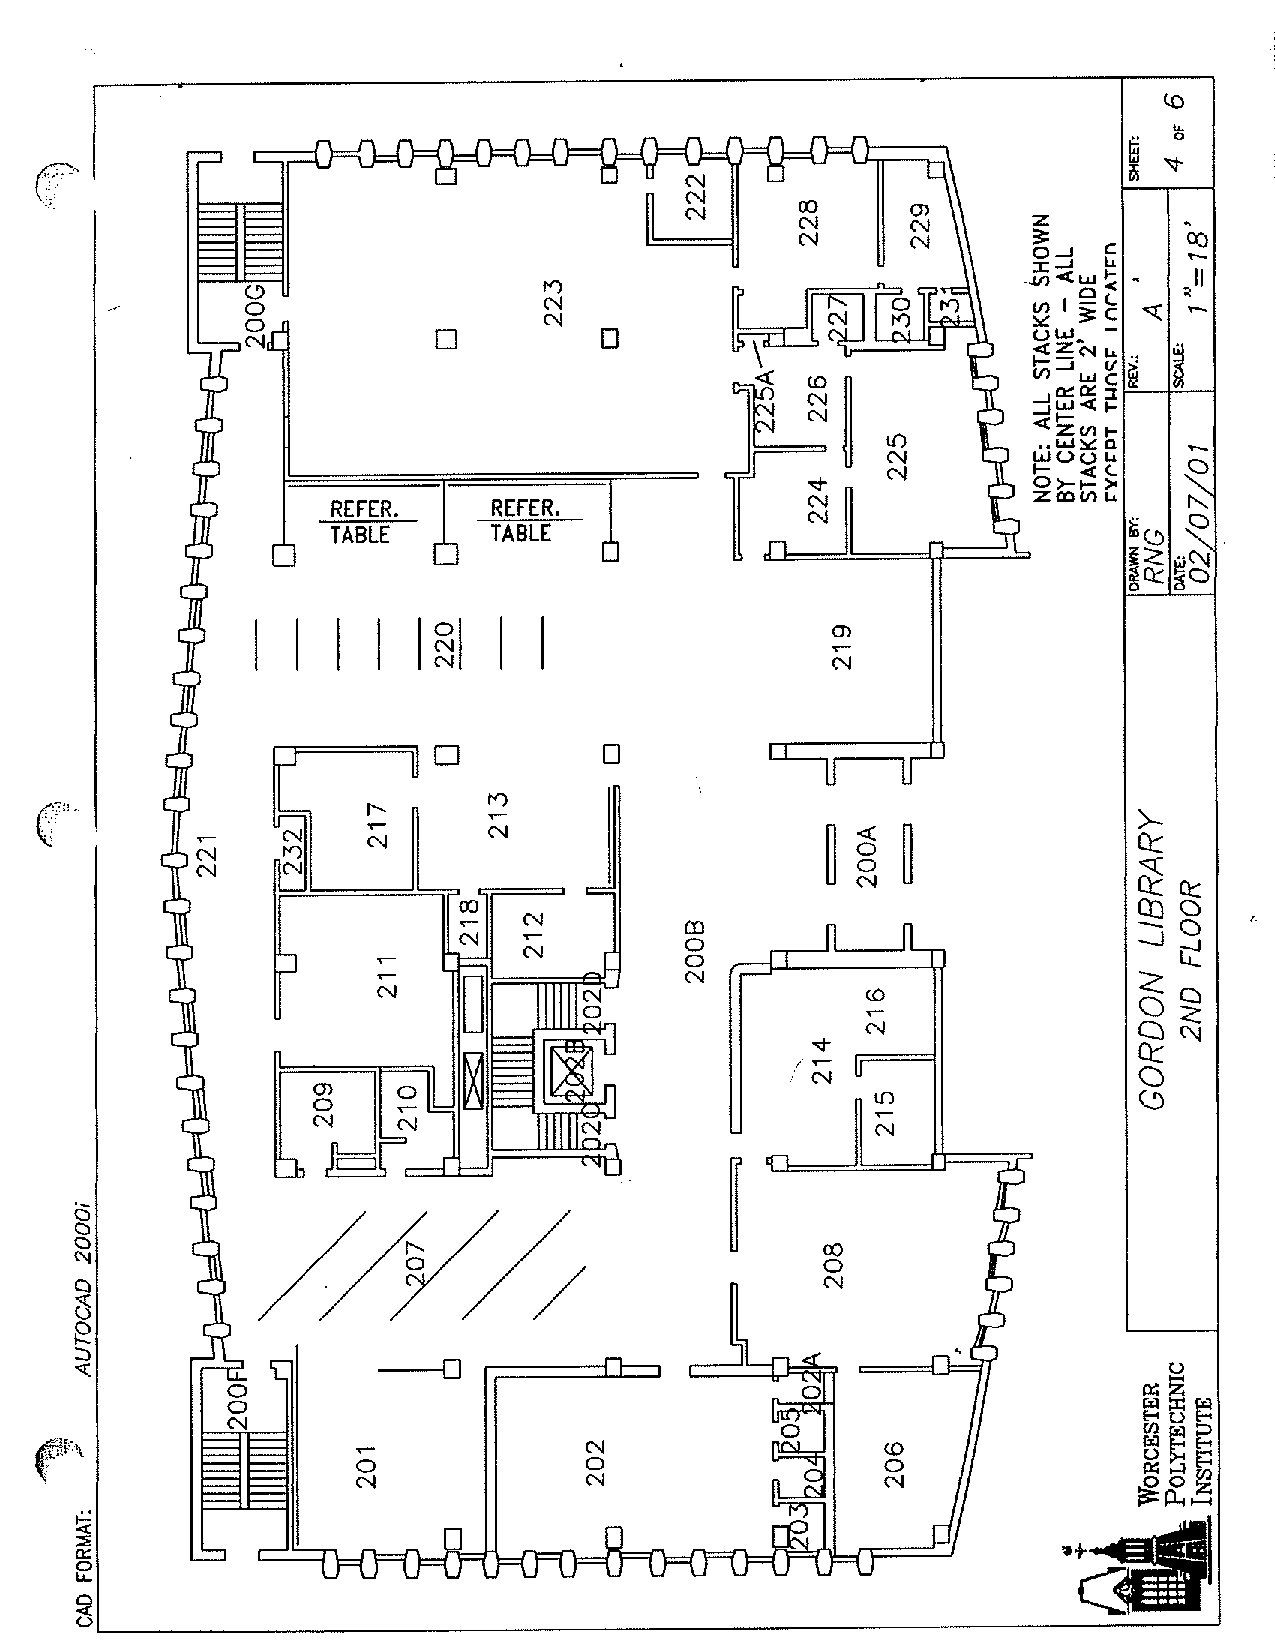 CAD FORMAT:
AUTOCAD 2000i
200F
200G
221
201
207
209
210
211
232
217
REFER.
TABLE
REFER.
TABLE
220
218
213
212
202
202C
202B
202D
223
222
200B
203
204
205
202A
208
214
215
216
200A
219
224
225A
226
225
227
228
229
230
231
206
NOTE: ALL STACKS SHOWN
BY CENTER LINE – ALL
STACKS ARE 2' WIDE
EXCEPT THOSE LOCATED
WORCESTER
POLYTECHNIC
INSTITUTE
GORDON LIBRARY
2ND FLOOR
DRAWN BY:
RNG
DATE:
02/07/01
REV.:
A
SCALE:
1"=18'
SHEET:
4 OF 6